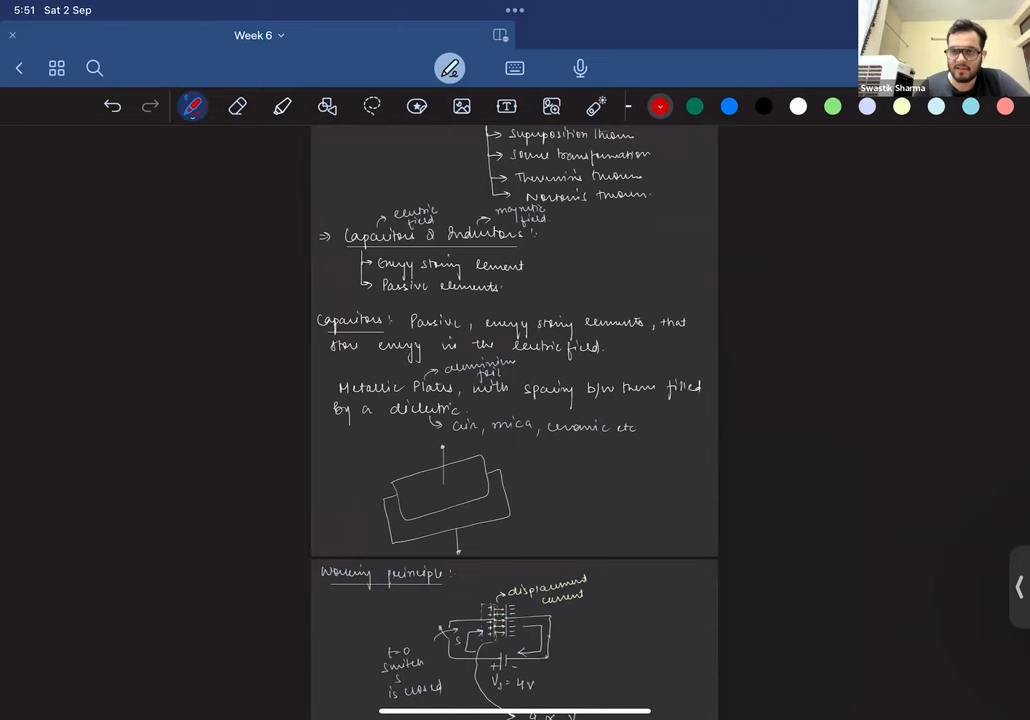 5:51 Sat 2 Sep
Week 6
Swastik Sharma
Superposition theorem
Source transformation
Thevenin's theorem
Norton's theorem.
electric field
magnetic field.
⇒ Capacitors & Inductors :
Energy storing element
Passive elements.
Capacitors : Passive, energy storing elements, that
store energy in the electric field.
aluminium foil
Metallic Plates, with spacing b/w them filled
by a dielectric.
air, mica, ceramic etc
Working principle :
displacement current
S
t=0
switch
S
is closed
+ -
Vs = 4V
q ∝ V